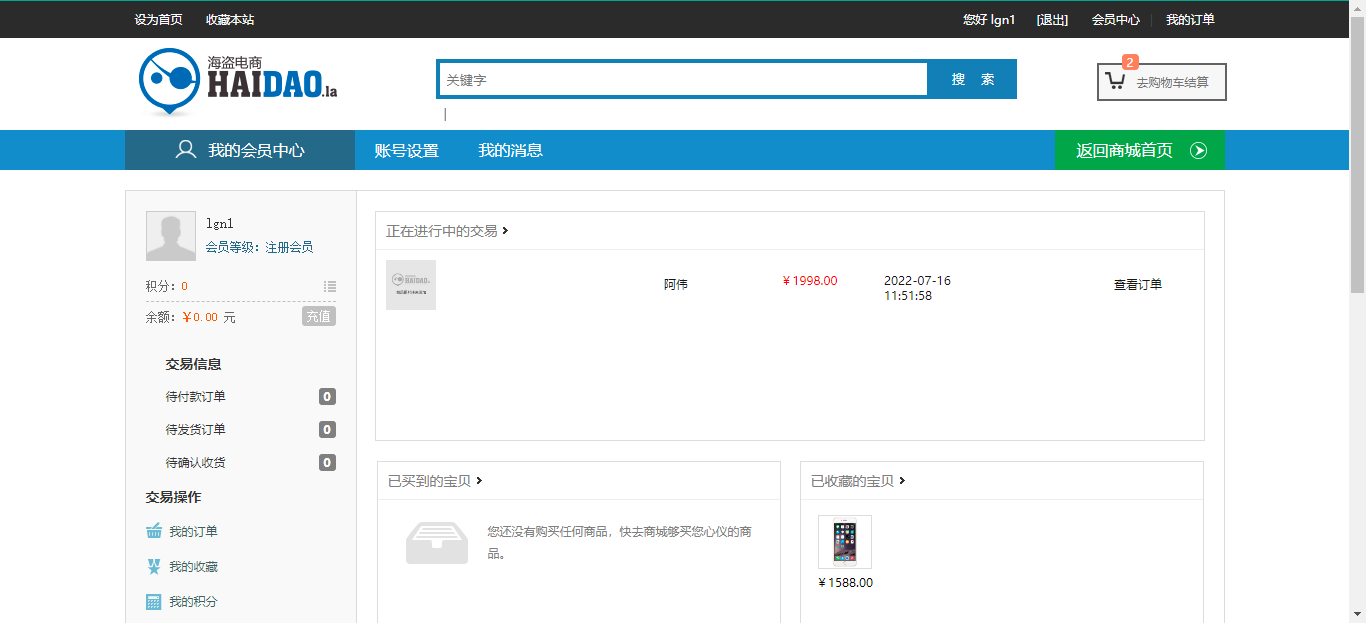 设为首页 收藏本站 您好 lgn1 [退出] 会员中心 我的订单
海盗电商
HAIDAO.la
关键字 搜 索
2 去购物车结算
我的会员中心 账号设置 我的消息 返回商城首页
lgn1
会员等级：注册会员
积分：0
余额：￥0.00 元 充值
交易信息
待付款订单 0
待发货订单 0
待确认收货 0
交易操作
我的订单
我的收藏
我的积分
正在进行中的交易
HAIDAO.
阿伟 ￥1998.00 2022-07-16 查看订单
11:51:58
已买到的宝贝
您还没有购买任何商品，快去商城够买您心仪的商
品。
已收藏的宝贝
￥1588.00